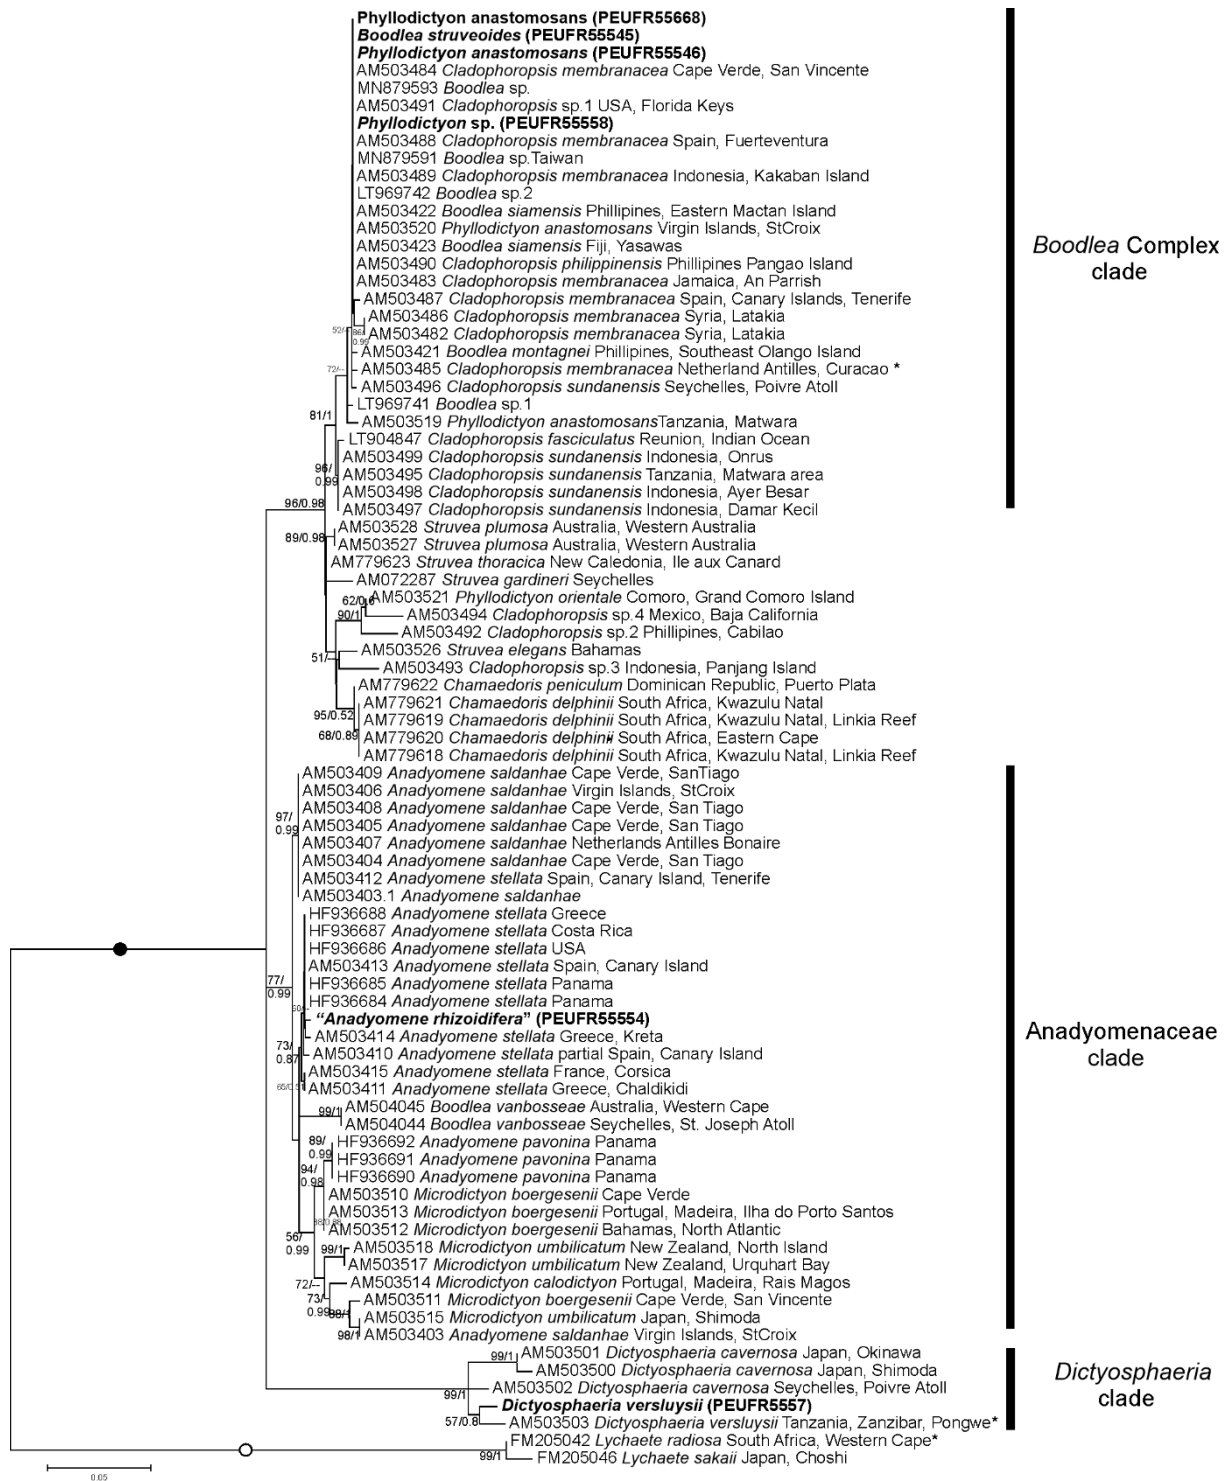 Phyllodictyon anastomosans (PEUFR55668)
Boodlea struveoides (PEUFR55545)
Phyllodictyon anastomosans (PEUFR55546)
AM503484 Cladophoropsis membranacea Cape Verde, San Vincente
MN879593 Boodlea sp.
AM503491 Cladophoropsis sp.1 USA, Florida Keys
Phyllodictyon sp. (PEUFR55558)
AM503488 Cladophoropsis membranacea Spain, Fuerteventura
MN879591 Boodlea sp.Taiwan
AM503489 Cladophoropsis membranacea Indonesia, Kakaban Island
LT969742 Boodlea sp.2
AM503422 Boodlea siamensis Phillipines, Eastern Mactan Island
AM503520 Phyllodictyon anastomosans Virgin Islands, StCroix
AM503423 Boodlea siamensis Fiji, Yasawas
AM503490 Cladophoropsis philippinensis Phillipines Pangao Island
AM503483 Cladophoropsis membranacea Jamaica, An Parrish
AM503487 Cladophoropsis membranacea Spain, Canary Islands, Tenerife
AM503486 Cladophoropsis membranacea Syria, Latakia
52/-- 86/
0.99
AM503482 Cladophoropsis membranacea Syria, Latakia
AM503421 Boodlea montagnei Phillipines, Southeast Olango Island
72/-- AM503485 Cladophoropsis membranacea Netherland Antilles, Curacao *
AM503496 Cladophoropsis sundanensis Seychelles, Poivre Atoll
LT969741 Boodlea sp.1
81/1 AM503519 Phyllodictyon anastomosansTanzania, Matwara
LT904847 Cladophoropsis fasciculatus Reunion, Indian Ocean
AM503499 Cladophoropsis sundanensis Indonesia, Onrus
96/
0.99
AM503495 Cladophoropsis sundanensis Tanzania, Matwara area
AM503498 Cladophoropsis sundanensis Indonesia, Ayer Besar
96/0.98 AM503497 Cladophoropsis sundanensis Indonesia, Damar Kecil
AM503528 Struvea plumosa Australia, Western Australia
89/0.98 AM503527 Struvea plumosa Australia, Western Australia
AM779623 Struvea thoracica New Caledonia, Ile aux Canard
AM072287 Struvea gardineri Seychelles
62/0.6 AM503521 Phyllodictyon orientale Comoro, Grand Comoro Island
90/1 AM503494 Cladophoropsis sp.4 Mexico, Baja California
AM503492 Cladophoropsis sp.2 Phillipines, Cabilao
AM503526 Struvea elegans Bahamas
51/-- AM503493 Cladophoropsis sp.3 Indonesia, Panjang Island
AM779622 Chamaedoris peniculum Dominican Republic, Puerto Plata
AM779621 Chamaedoris delphinii South Africa, Kwazulu Natal
95/0.52 AM779619 Chamaedoris delphinii South Africa, Kwazulu Natal, Linkia Reef
68/0.89 AM779620 Chamaedoris delphinii South Africa, Eastern Cape
AM779618 Chamaedoris delphinii South Africa, Kwazulu Natal, Linkia Reef
Boodlea Complex
clade
AM503409 Anadyomene saldanhae Cape Verde, SanTiago
AM503406 Anadyomene saldanhae Virgin Islands, StCroix
AM503408 Anadyomene saldanhae Cape Verde, San Tiago
97/
0.99
AM503405 Anadyomene saldanhae Cape Verde, San Tiago
AM503407 Anadyomene saldanhae Netherlands Antilles Bonaire
AM503404 Anadyomene saldanhae Cape Verde, San Tiago
AM503412 Anadyomene stellata Spain, Canary Island, Tenerife
AM503403.1 Anadyomene saldanhae
HF936688 Anadyomene stellata Greece
HF936687 Anadyomene stellata Costa Rica
HF936686 Anadyomene stellata USA
AM503413 Anadyomene stellata Spain, Canary Island
77/
0.99
HF936685 Anadyomene stellata Panama
HF936684 Anadyomene stellata Panama
“Anadyomene rhizoidifera” (PEUFR55554)
AM503414 Anadyomene stellata Greece, Kreta
73/
0.87
AM503410 Anadyomene stellata partial Spain, Canary Island
AM503415 Anadyomene stellata France, Corsica
AM503411 Anadyomene stellata Greece, Chaldikidi
99/1 AM504045 Boodlea vanbosseae Australia, Western Cape
AM504044 Boodlea vanbosseae Seychelles, St. Joseph Atoll
89/
0.99
HF936692 Anadyomene pavonina Panama
HF936691 Anadyomene pavonina Panama
94/
0.98
HF936690 Anadyomene pavonina Panama
AM503510 Microdictyon boergesenii Cape Verde
AM503513 Microdictyon boergesenii Portugal, Madeira, Ilha do Porto Santos
AM503512 Microdictyon boergesenii Bahamas, North Atlantic
56/
0.99
99/1 AM503518 Microdictyon umbilicatum New Zealand, North Island
AM503517 Microdictyon umbilicatum New Zealand, Urquhart Bay
72/-- AM503514 Microdictyon calodictyon Portugal, Madeira, Rais Magos
73/
0.99
AM503511 Microdictyon boergesenii Cape Verde, San Vincente
AM503515 Microdictyon umbilicatum Japan, Shimoda
98/1 AM503403 Anadyomene saldanhae Virgin Islands, StCroix
Anadyomenaceae
clade
AM503501 Dictyosphaeria cavernosa Japan, Okinawa
99/1 AM503500 Dictyosphaeria cavernosa Japan, Shimoda
99/1 AM503502 Dictyosphaeria cavernosa Seychelles, Poivre Atoll
Dictyosphaeria versluysii (PEUFR5557)
57/0.8 AM503503 Dictyosphaeria versluysii Tanzania, Zanzibar, Pongwe*
Dictyosphaeria
clade
FM205042 Lychaete radiosa South Africa, Western Cape*
99/1 FM205046 Lychaete sakaii Japan, Choshi
0.05